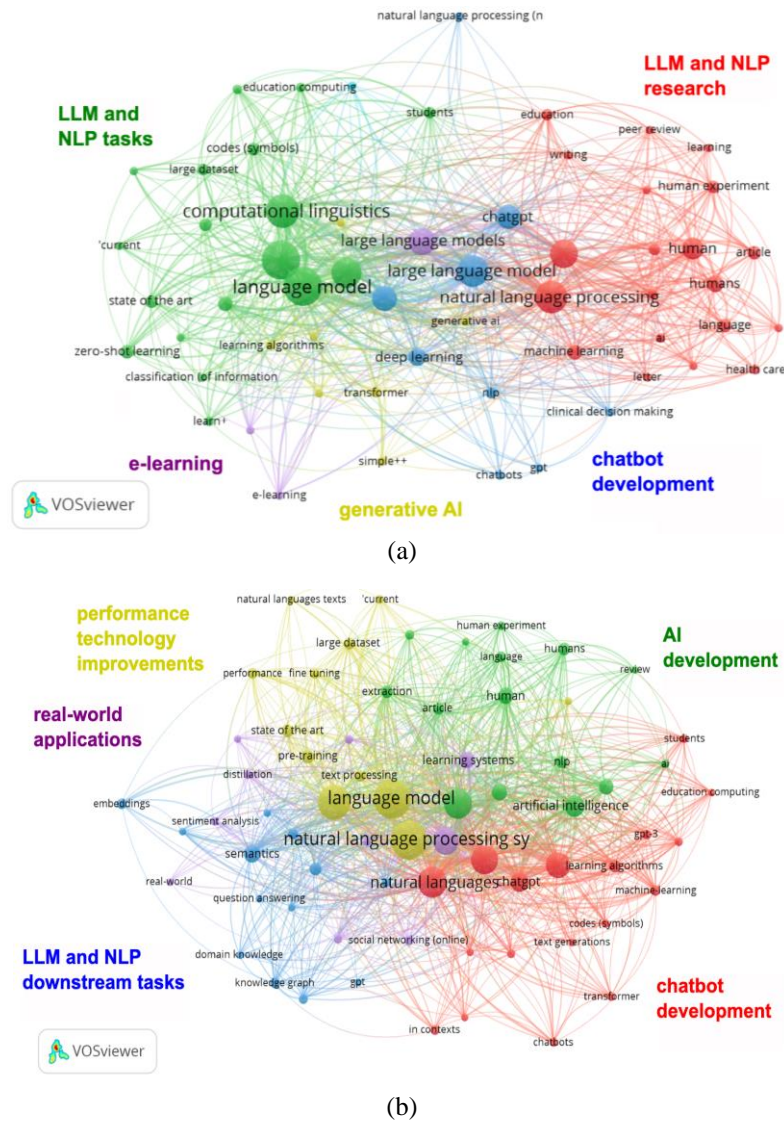 natural language processing (n
LLM and NLP
research
education computing
LLM and
NLP tasks
students
education
peer review
codes (symbols)
writing
learning
large dataset
human experiment
computational linguistics
chatgpt
large language models
human
'current
article
large language model
language model
humans
state of the art
natural language processing
generative ai
language
learning algorithms
ai
zero-shot learning
deep learning
machine learning
classification of information
letter
health care
transformer
nlp
learn+
clinical decision making
e-learning
simple++
gpt
chatbots
chatbot
development
e-learning
generative AI
VOSviewer
(a)
natural languages texts
'current
performance
technology
improvements
human experiment
large dataset
language
humans
AI
development
performance
fine tuning
review
extraction
human
real-world
applications
article
state of the art
students
pre-training
learning systems
nlp
ai
distillation
text processing
education computing
embeddings
language model
artificial intelligence
sentiment analysis
gpt-3
natural language processing sy
semantics
learning algorithms
real-world
natural languages
chatgpt
machine-learning
question answering
codes (symbols)
social networking (online)
text generations
LLM and NLP
downstream tasks
domain knowledge
knowledge graph
gpt
chatbot
development
transformer
in contexts
chatbots
VOSviewer
(b)